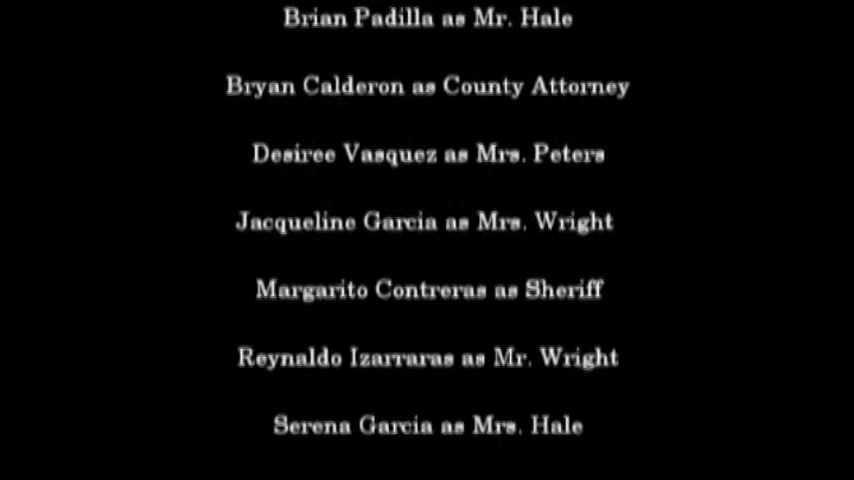 Brian Padilla as Mr. Hale
Bryan Calderon as County Attorney
Desiree Vasquez as Mrs. Peters
Jacqueline Garcia as Mrs. Wright
Margarito Contreras as Sheriff
Reynaldo Izarraras as Mr. Wright
Serena Garcia as Mrs. Hale